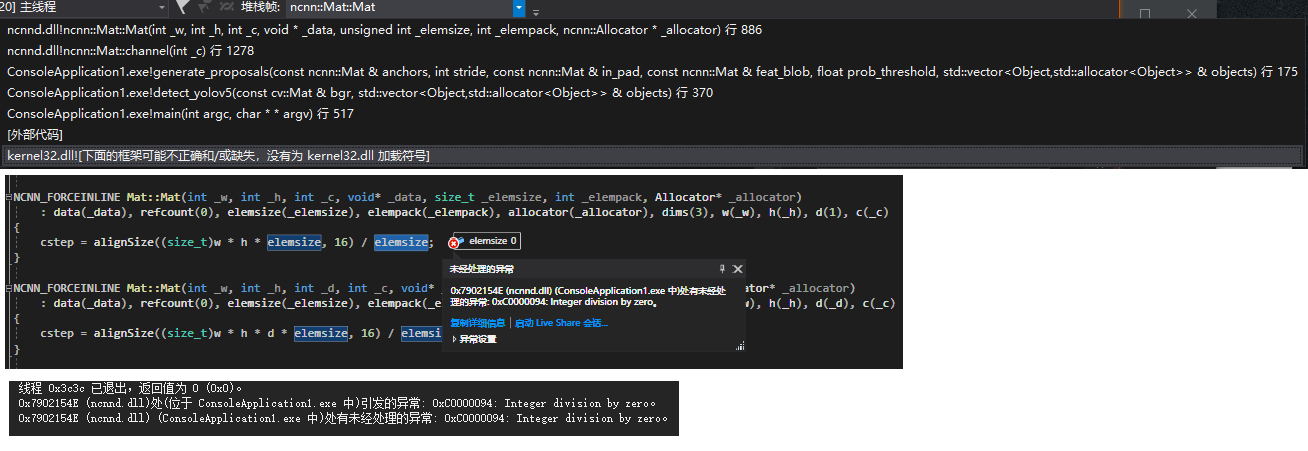 20] 主线程 堆栈帧: ncnn::Mat::Mat
ncnnd.dll!ncnn::Mat::Mat(int _w, int _h, int _c, void * _data, unsigned int _elemsize, int _elempack, ncnn::Allocator * _allocator) 行 886
ncnnd.dll!ncnn::Mat::channel(int _c) 行 1278
ConsoleApplication1.exe!generate_proposals(const ncnn::Mat & anchors, int stride, const ncnn::Mat & in_pad, const ncnn::Mat & feat_blob, float prob_threshold, std::vector<Object,std::allocator<Object>> & objects) 行 175
ConsoleApplication1.exe!detect_yolov5(const cv::Mat & bgr, std::vector<Object,std::allocator<Object>> & objects) 行 370
ConsoleApplication1.exe!main(int argc, char * * argv) 行 517
[外部代码]
kernel32.dll![下面的框架可能不正确和/或缺失，没有为 kernel32.dll 加载符号]
NCNN_FORCEINLINE Mat::Mat(int _w, int _h, int _c, void* _data, size_t _elemsize, int _elempack, Allocator* _allocator)
: data(_data), refcount(0), elemsize(_elemsize), elempack(_elempack), allocator(_allocator), dims(3), w(_w), h(_h), d(1), c(_c)
{
cstep = alignSize((size_t)w * h * elemsize, 16) / elemsize; elemsize 0
}
未经处理的异常
NCNN_FORCEINLINE Mat::Mat(int _w, int _h, int _d, int _c, void* _allocator)
: data(_data), refcount(0), elemsize(_elemsize), elempack(_el w(_w), h(_h), d(_d), c(_c)
{
cstep = alignSize((size_t)w * h * d * elemsize, 16) / elemsi
}
0x7902154E (ncnnd.dll) (ConsoleApplication1.exe 中)处有未经处
理的异常: 0xC0000094: Integer division by zero。
复制详细信息 | 启动 Live Share 会话...
异常设置
线程 0x3c3c 已退出，返回值为 0 (0x0)。
0x7902154E (ncnnd.dll)处(位于 ConsoleApplication1.exe 中)引发的异常: 0xC0000094: Integer division by zero。
0x7902154E (ncnnd.dll) (ConsoleApplication1.exe 中)处有未经处理的异常: 0xC0000094: Integer division by zero。